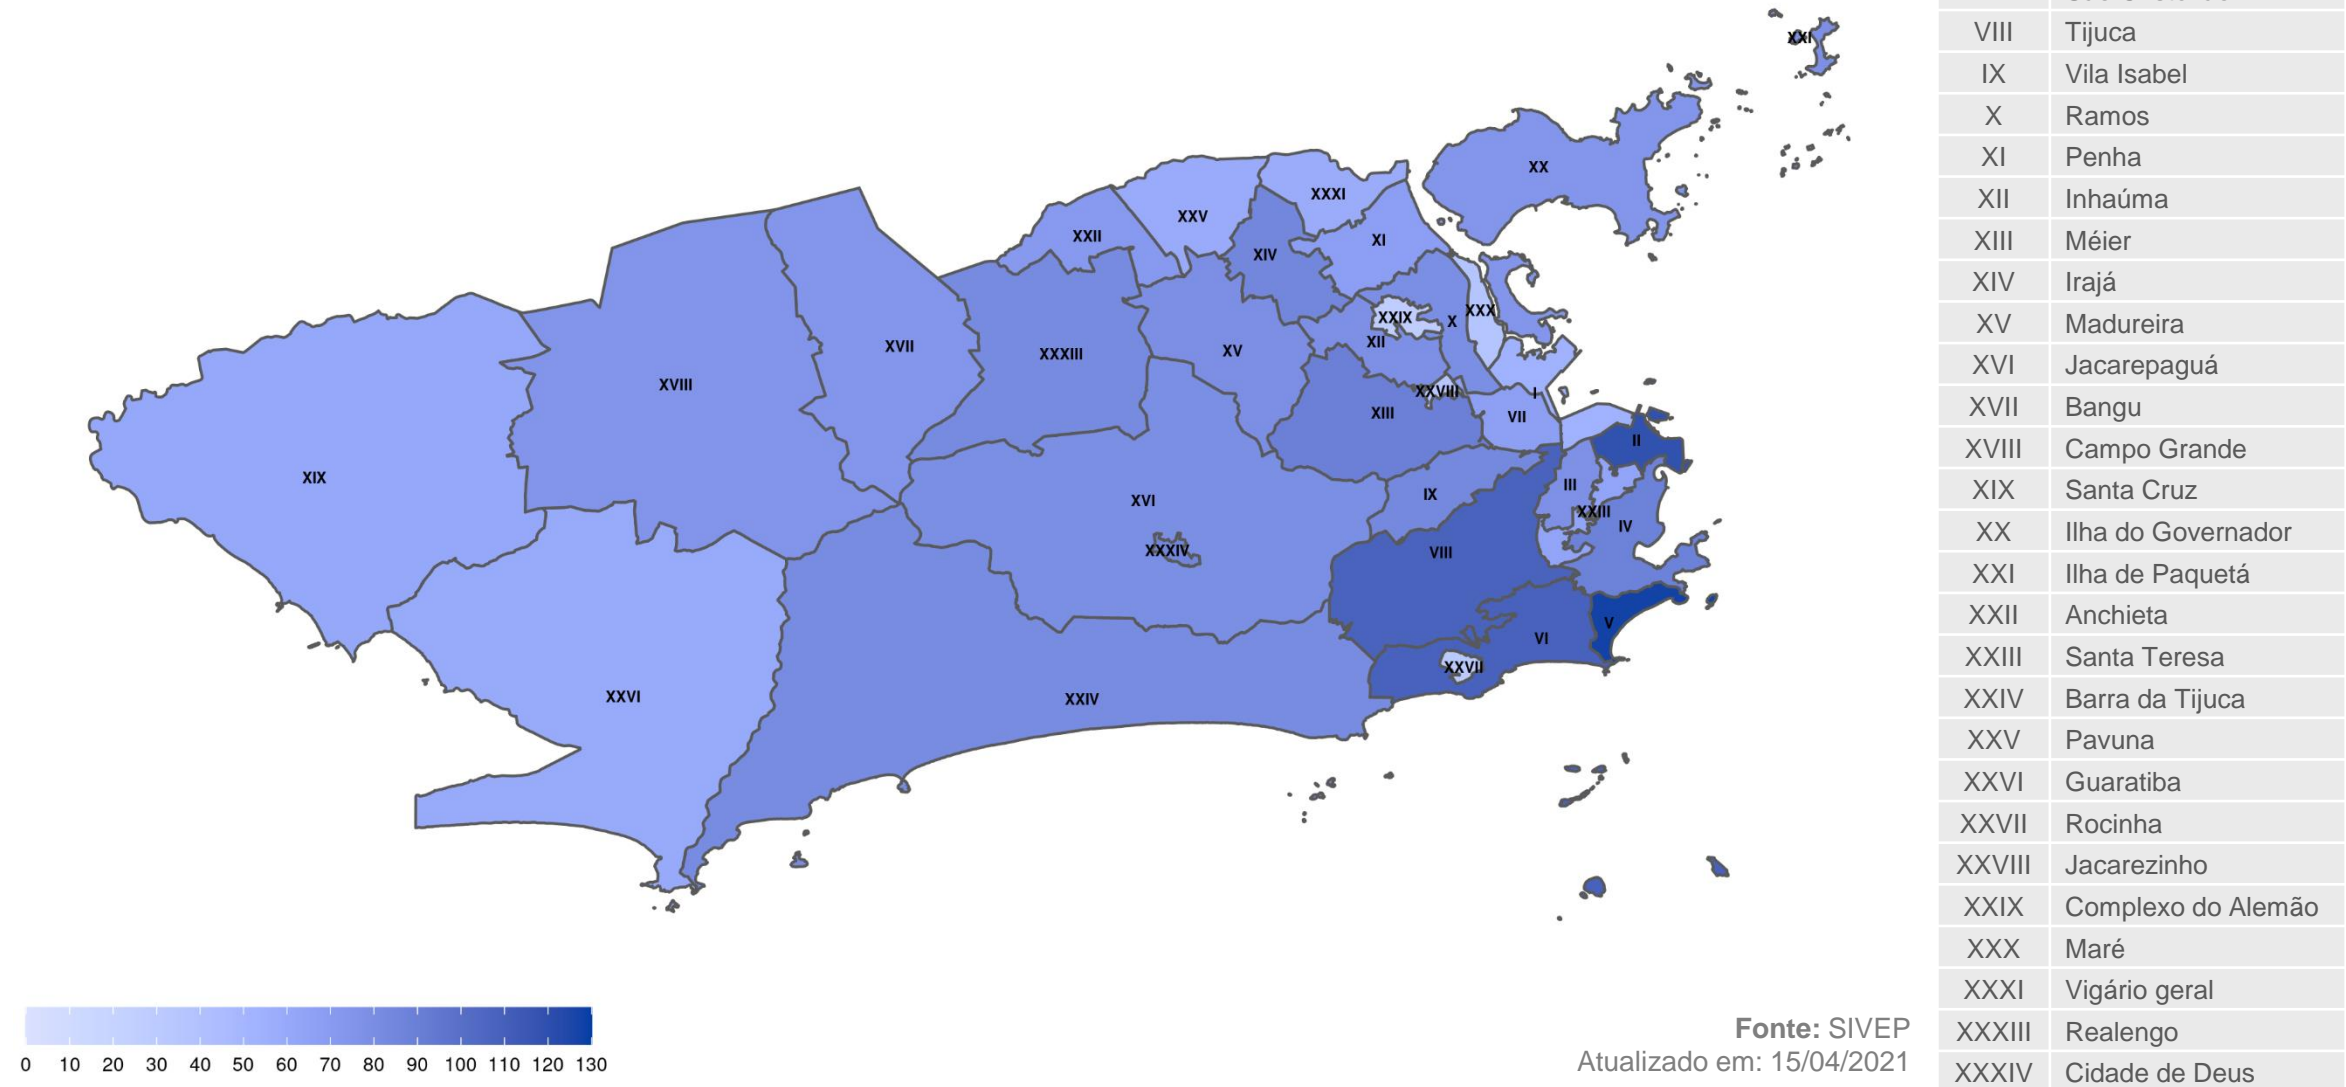 VIII Tijuca
IX Vila Isabel
X Ramos
XI Penha
XII Inhaúma
XIII Méier
XIV Irajá
XV Madureira
XVI Jacarepaguá
XVII Bangu
XVIII Campo Grande
XIX Santa Cruz
XX Ilha do Governador
XXI Ilha de Paquetá
XXII Anchieta
XXIII Santa Teresa
XXIV Barra da Tijuca
XXV Pavuna
XXVI Guaratiba
XXVII Rocinha
XXVIII Jacarezinho
XXIX Complexo do Alemão
XXX Maré
XXXI Vigário geral
XXXIII Realengo
XXXIV Cidade de Deus
XXI
XX
XXXI
XXV
XXII
XI
XIV
XXX
XXIX
X
XII
XVII
XXXIII
XV
XVIII
XXVIII
I
XIII
VII
II
XIX
III
IX
XVI
XXIII
IV
XXXIV
VIII
V
VI
XXVII
XXVI
XXIV
0 10 20 30 40 50 60 70 80 90 100 110 120 130
Fonte: SIVEP
Atualizado em: 15/04/2021